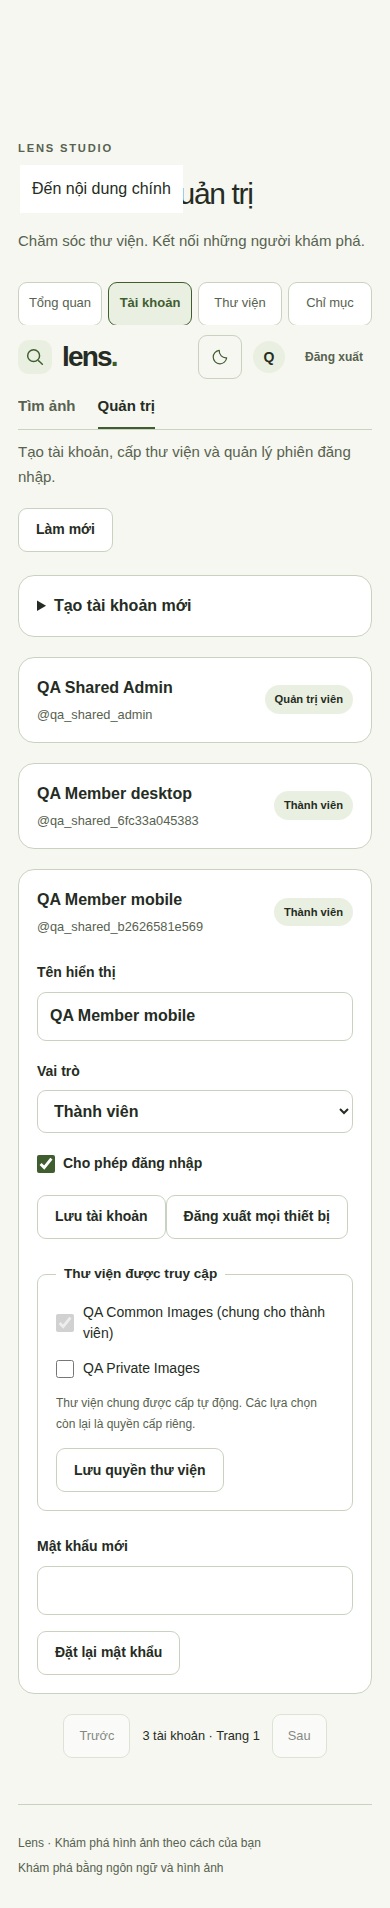 LENS STUDIO
Đến nội dung chính
uản trị
Chăm sóc thư viện. Kết nối những người khám phá.
Tổng quan
Tài khoản
Thư viện
Chỉ mục
lens.
Q
Đăng xuất
Tìm ảnh
Quản trị
Tạo tài khoản, cấp thư viện và quản lý phiên đăng
nhập.
Làm mới
Tạo tài khoản mới
QA Shared Admin
@qa_shared_admin
Quản trị viên
QA Member desktop
@qa_shared_6fc33a045383
Thành viên
QA Member mobile
@qa_shared_b2626581e569
Thành viên
Tên hiển thị
QA Member mobile
Vai trò
Thành viên
Cho phép đăng nhập
Lưu tài khoản
Đăng xuất mọi thiết bị
Thư viện được truy cập
QA Common Images (chung cho thành
viên)
QA Private Images
Thư viện chung được cấp tự động. Các lựa chọn
còn lại là quyền cấp riêng.
Lưu quyền thư viện
Mật khẩu mới
Đặt lại mật khẩu
Trước
3 tài khoản · Trang 1
Sau
Lens · Khám phá hình ảnh theo cách của bạn
Khám phá bằng ngôn ngữ và hình ảnh